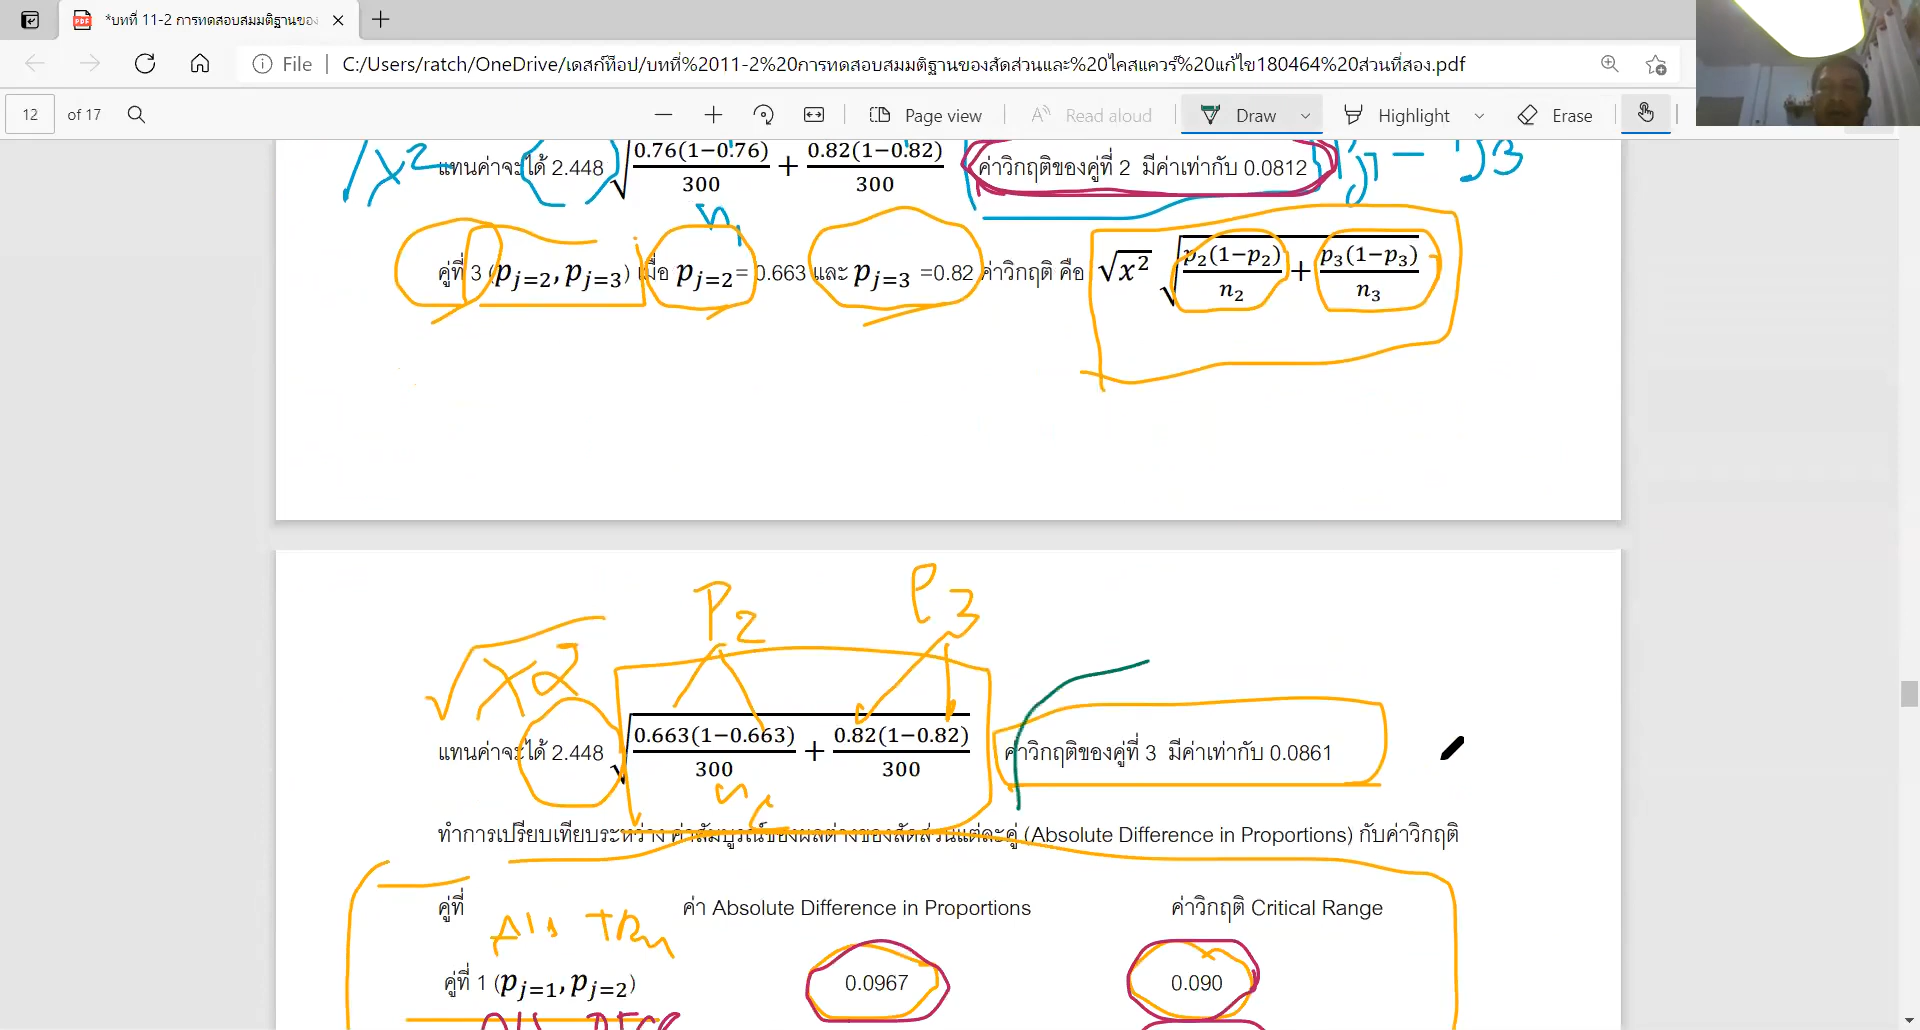 *บทที่ 11-2 การทดสอบสมมติฐานของ
File C:/Users/ratch/OneDrive/เดสก์ท็อป/บทที่%2011-2%20การทดสอบสมมติฐานของสัดส่วนและ%20ไคสแควร์%20แก้ไข180464%20ส่วนที่สอง.pdf
12 of 17 Page view Read aloud Draw Highlight Erase
แทนค่าจะได้ 2.448 √(0.76(1−0.76)/300 + 0.82(1−0.82)/300) ค่าวิกฤติของคู่ที่ 2 มีค่าเท่ากับ 0.0812
คู่ที่ 3 (p_{j=2}, p_{j=3}) เมื่อ p_{j=2} = 0.663 และ p_{j=3} =0.82 ค่าวิกฤติ คือ √x² √(p₂(1−p₂)/n₂ + p₃(1−p₃)/n₃)
P2 P3
√x2
แทนค่าจะได้ 2.448 √(0.663(1−0.663)/300 + 0.82(1−0.82)/300) ค่าวิกฤติของคู่ที่ 3 มีค่าเท่ากับ 0.0861
ทำการเปรียบเทียบระหว่าง ค่าสัมบูรณ์ของผลต่างของสัดส่วนแต่ละคู่ (Absolute Difference in Proportions) กับค่าวิกฤติ
คู่ที่ ค่า Absolute Difference in Proportions ค่าวิกฤติ Critical Range
คู่ที่ 1 (p_{j=1}, p_{j=2}) 0.0967 0.090